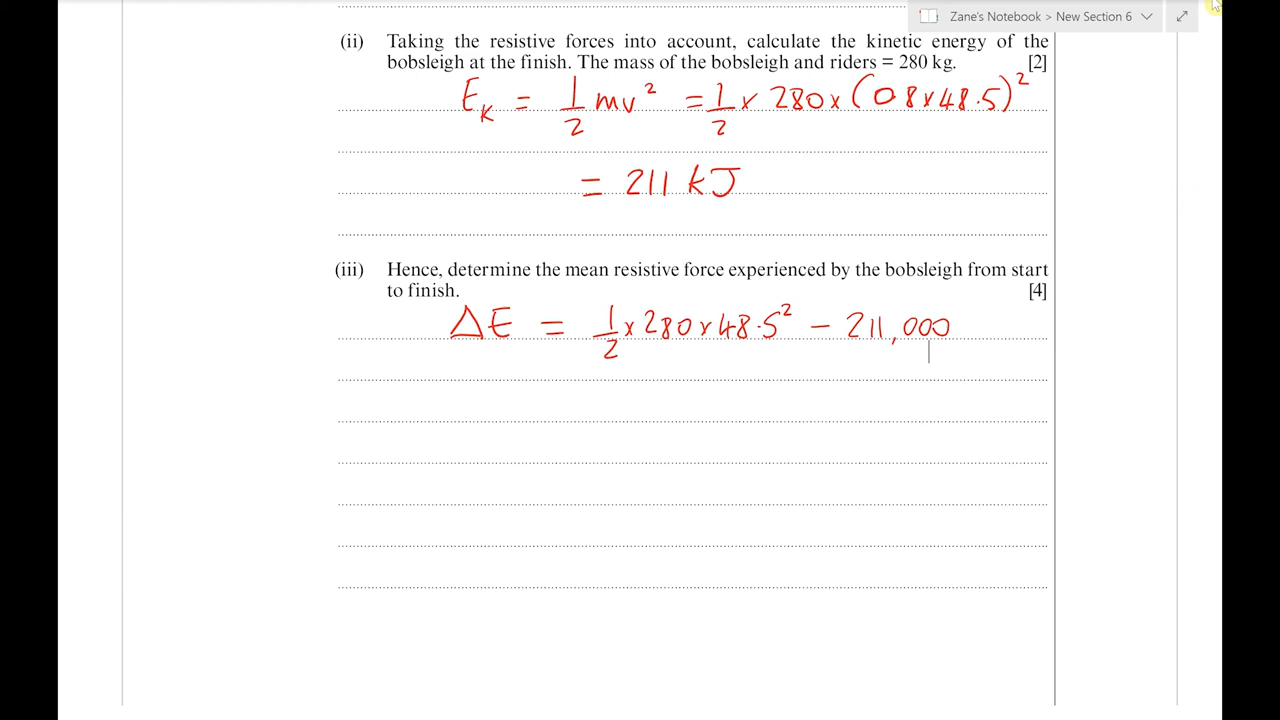 Zane's Notebook > New Section 6
(ii) Taking the resistive forces into account, calculate the kinetic energy of the
bobsleigh at the finish. The mass of the bobsleigh and riders = 280 kg. [2]
E_K = 1/2 mv² = 1/2 × 280 × (0.8 × 48.5)²
= 211 kJ
(iii) Hence, determine the mean resistive force experienced by the bobsleigh from start
to finish. [4]
ΔE = 1/2 × 280 × 48.5² − 211,000